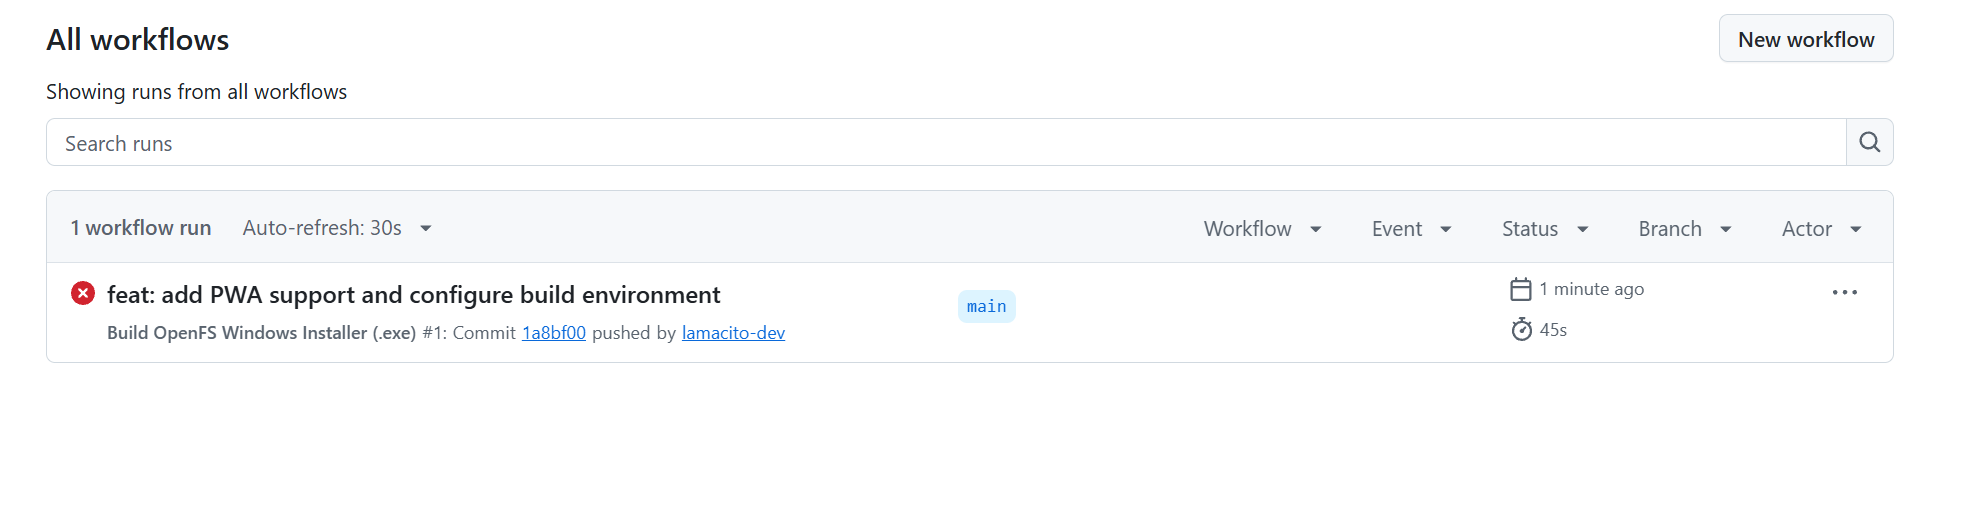 All workflows
New workflow
Showing runs from all workflows
Search runs
1 workflow run Auto-refresh: 30s Workflow Event Status Branch Actor
feat: add PWA support and configure build environment
Build OpenFS Windows Installer (.exe) #1: Commit 1a8bf00 pushed by lamacito-dev
main
1 minute ago
45s